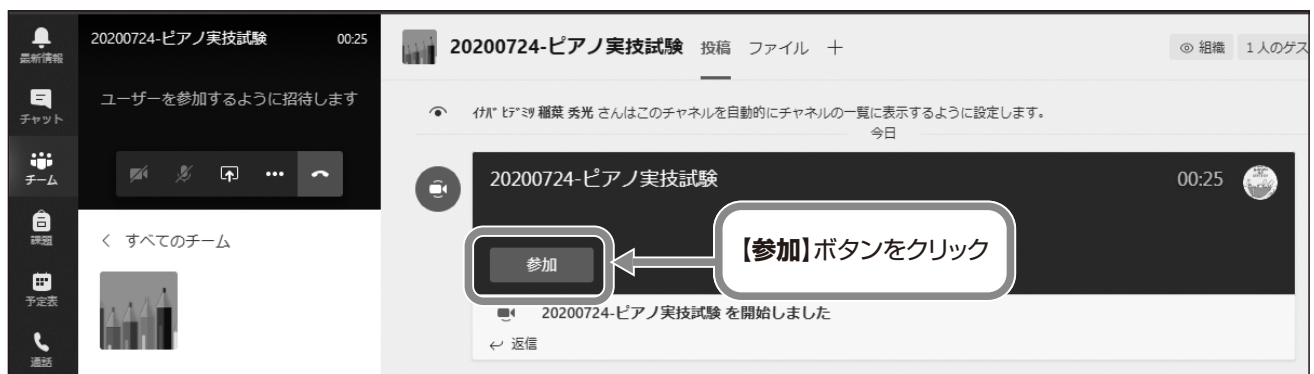 最新情報
チャット
チーム
課題
予定表
通話
20200724-ピアノ実技試験 00:25
ユーザーを参加するように招待します
< すべてのチーム
20200724-ピアノ実技試験 投稿 ファイル +
組織 1人のゲス
ｲﾅﾊﾞ ﾋﾃﾞﾐﾂ 稲葉 秀光 さんはこのチャネルを自動的にチャネルの一覧に表示するように設定します。
今日
20200724-ピアノ実技試験 00:25
参加
【参加】ボタンをクリック
20200724-ピアノ実技試験 を開始しました
返信